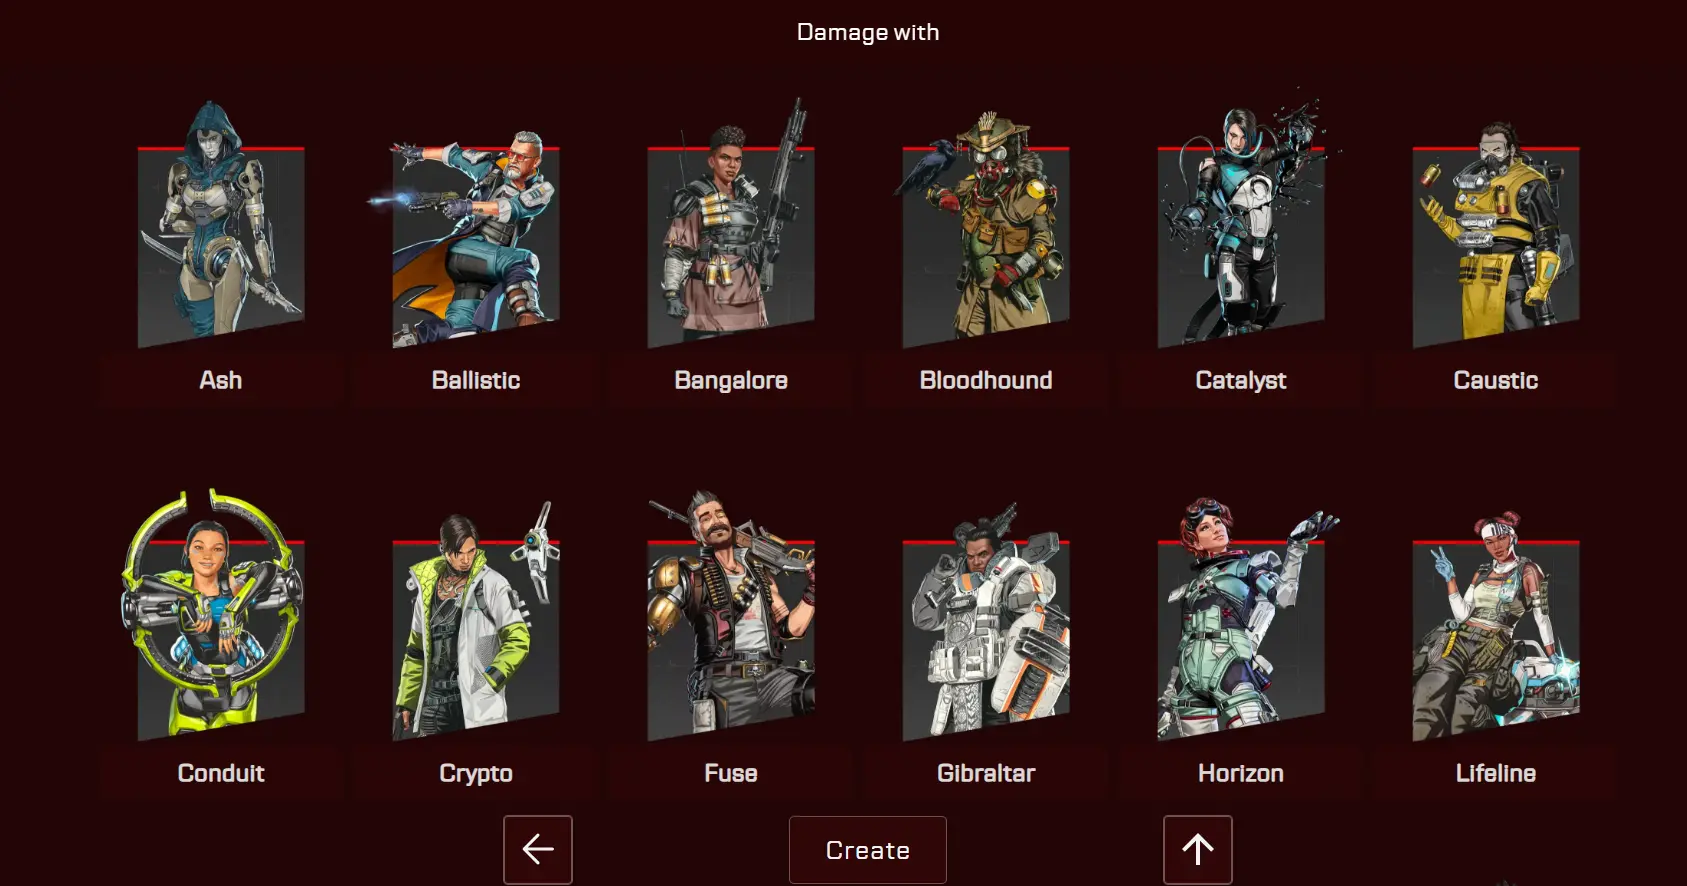 Damage with
Ash
Ballistic
Bangalore
Bloodhound
Catalyst
Caustic
Conduit
Crypto
Fuse
Gibraltar
Horizon
Lifeline
Create